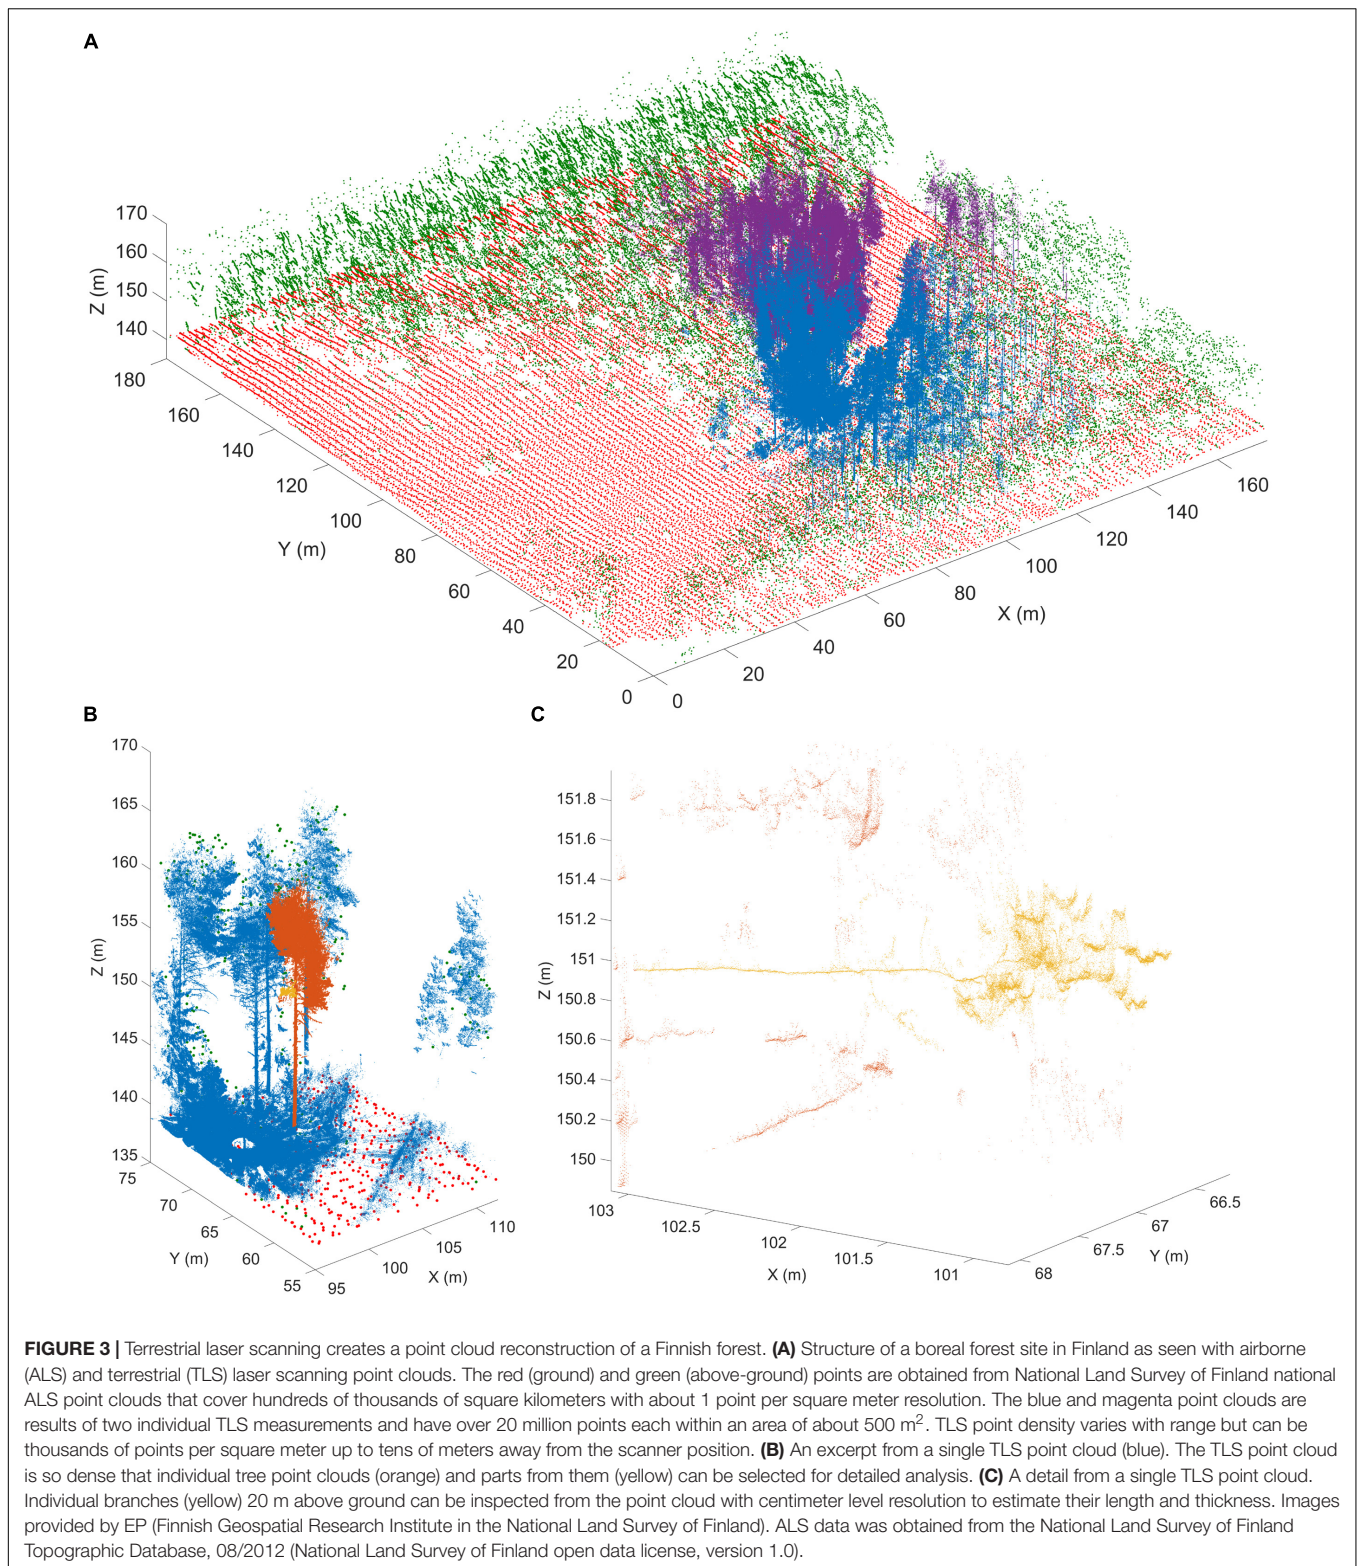 A
170
160
150
140
Z (m)
180
160
140
120
100
80
60
40
20
0
Y (m)
0
20
40
60
80
100
120
140
160
X (m)
B
170
165
160
155
150
145
140
135
Z (m)
75
70
65
60
55
Y (m)
95
100
105
110
X (m)
C
151.8
151.6
151.4
151.2
151
150.8
150.6
150.4
150.2
150
Z (m)
103
102.5
102
101.5
101
X (m)
68
67.5
67
66.5
Y (m)
FIGURE 3 | Terrestrial laser scanning creates a point cloud reconstruction of a Finnish forest. (A) Structure of a boreal forest site in Finland as seen with airborne
(ALS) and terrestrial (TLS) laser scanning point clouds. The red (ground) and green (above-ground) points are obtained from National Land Survey of Finland national
ALS point clouds that cover hundreds of thousands of square kilometers with about 1 point per square meter resolution. The blue and magenta point clouds are
results of two individual TLS measurements and have over 20 million points each within an area of about 500 m². TLS point density varies with range but can be
thousands of points per square meter up to tens of meters away from the scanner position. (B) An excerpt from a single TLS point cloud (blue). The TLS point cloud
is so dense that individual tree point clouds (orange) and parts from them (yellow) can be selected for detailed analysis. (C) A detail from a single TLS point cloud.
Individual branches (yellow) 20 m above ground can be inspected from the point cloud with centimeter level resolution to estimate their length and thickness. Images
provided by EP (Finnish Geospatial Research Institute in the National Land Survey of Finland). ALS data was obtained from the National Land Survey of Finland
Topographic Database, 08/2012 (National Land Survey of Finland open data license, version 1.0).